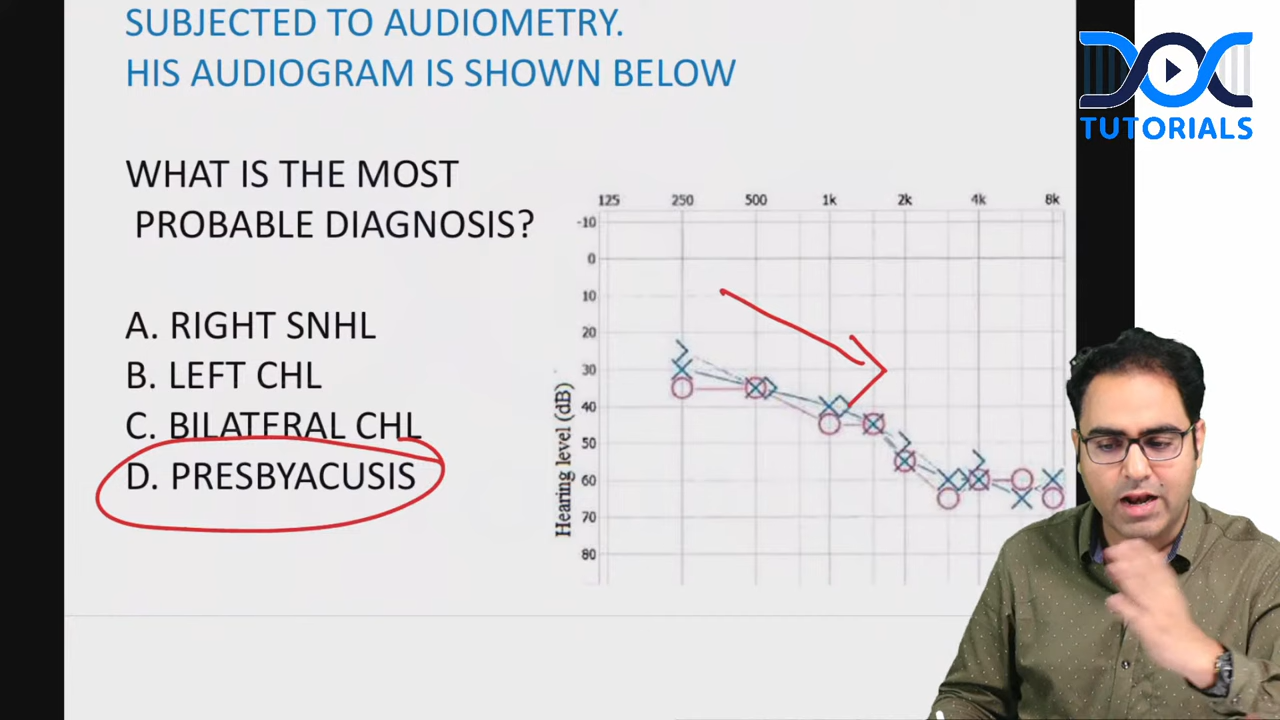 SUBJECTED TO AUDIOMETRY.
HIS AUDIOGRAM IS SHOWN BELOW
DOC
TUTORIALS
WHAT IS THE MOST
PROBABLE DIAGNOSIS?
A. RIGHT SNHL
B. LEFT CHL
C. BILATERAL CHL
D. PRESBYACUSIS
125 250 500 1k 2k 4k 8k
-10
0
10
20
30
40
50
60
70
80
Hearing level (dB)